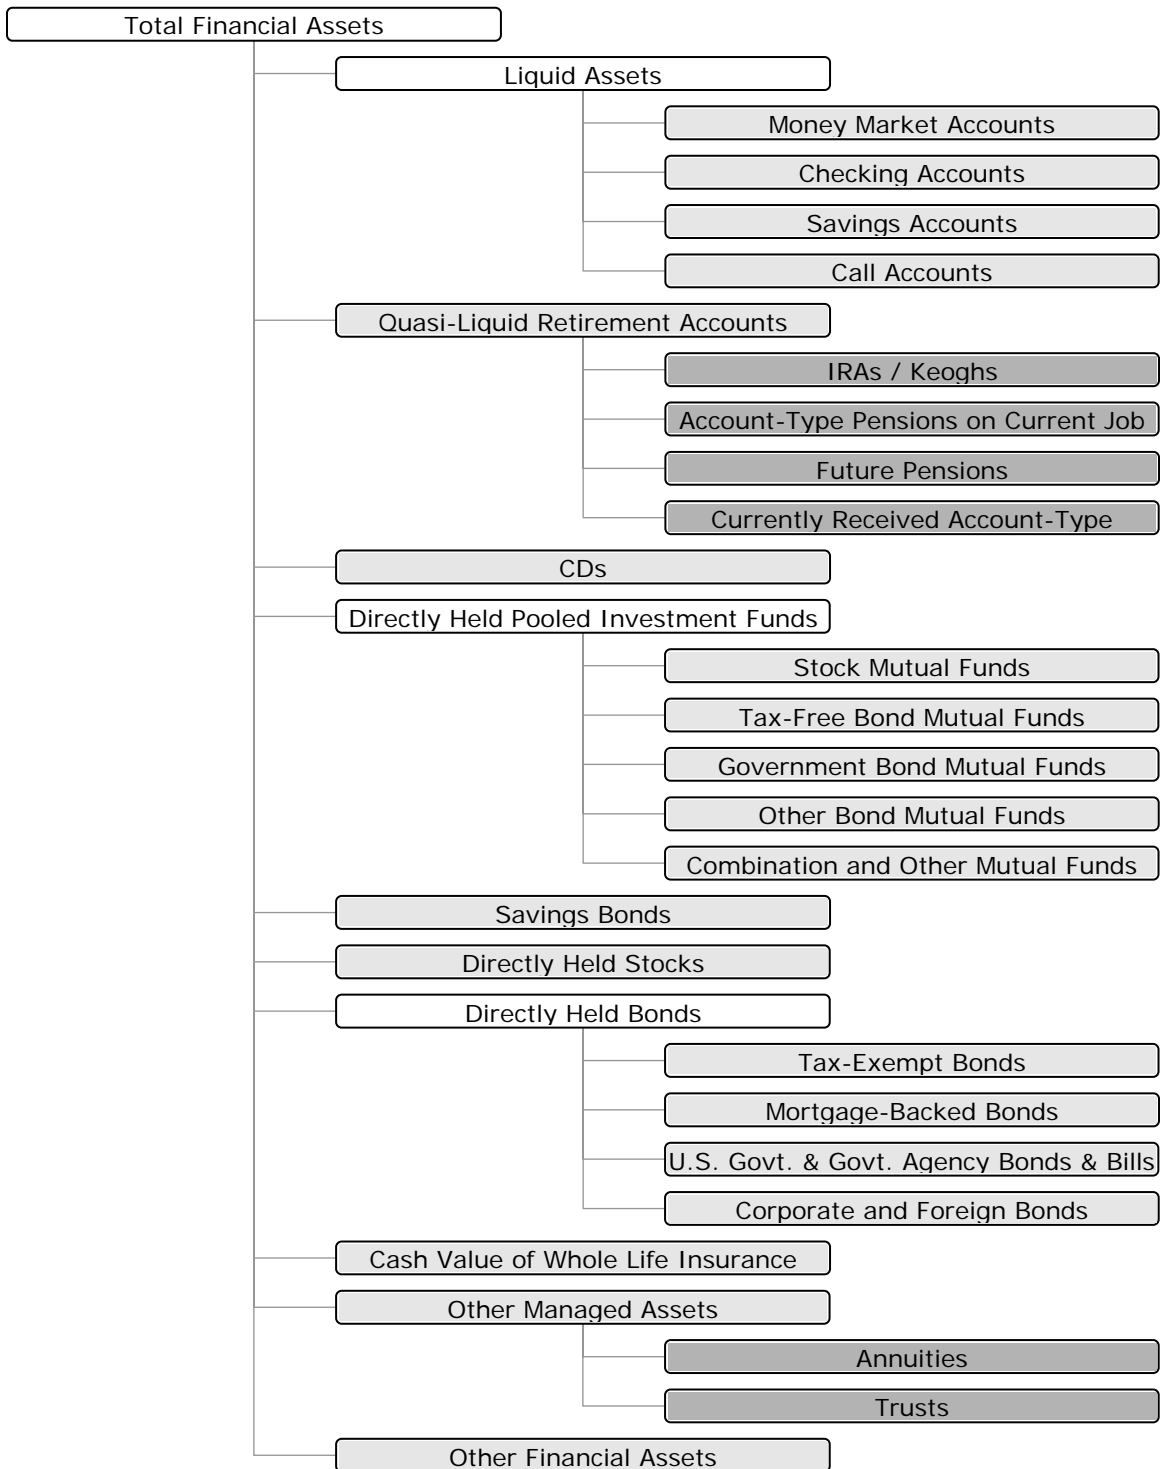 Total Financial Assets
Liquid Assets
Money Market Accounts
Checking Accounts
Savings Accounts
Call Accounts
Quasi-Liquid Retirement Accounts
IRAs / Keoghs
Account-Type Pensions on Current Job
Future Pensions
Currently Received Account-Type
CDs
Directly Held Pooled Investment Funds
Stock Mutual Funds
Tax-Free Bond Mutual Funds
Government Bond Mutual Funds
Other Bond Mutual Funds
Combination and Other Mutual Funds
Savings Bonds
Directly Held Stocks
Directly Held Bonds
Tax-Exempt Bonds
Mortgage-Backed Bonds
U.S. Govt. & Govt. Agency Bonds & Bills
Corporate and Foreign Bonds
Cash Value of Whole Life Insurance
Other Managed Assets
Annuities
Trusts
Other Financial Assets